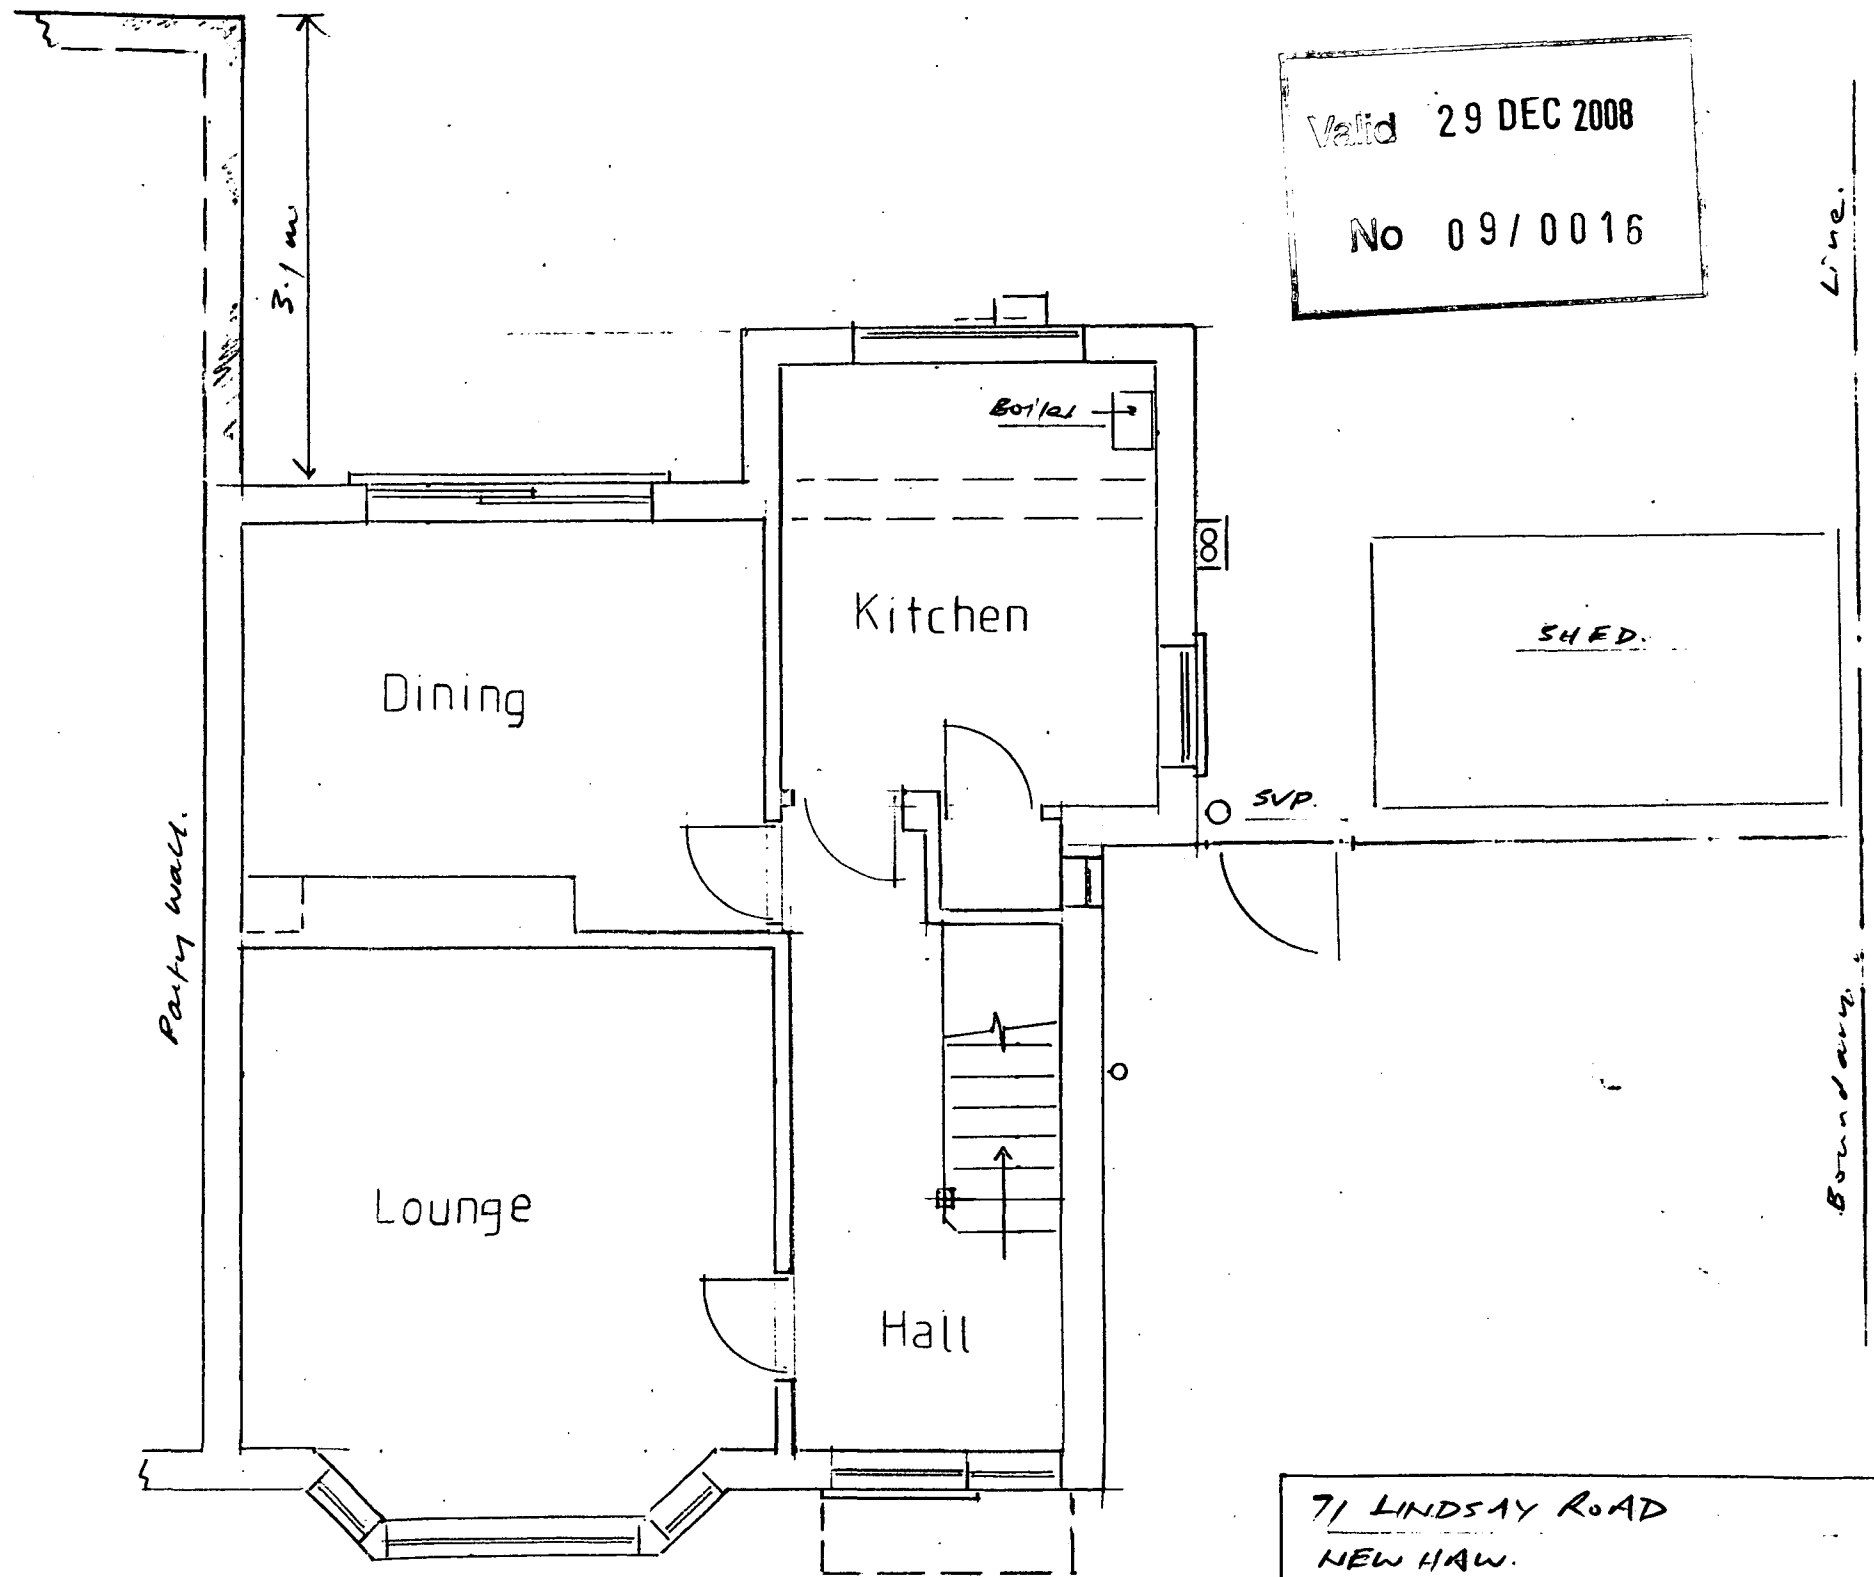 Valid 29 DEC 2008
No 09/0016
3.1 m
Line.
Boiler
Kitchen
SHED.
Dining
SVP.
Party wall.
Boundary.
Lounge
Hall
71 LINDSAY ROAD
NEW HAW.